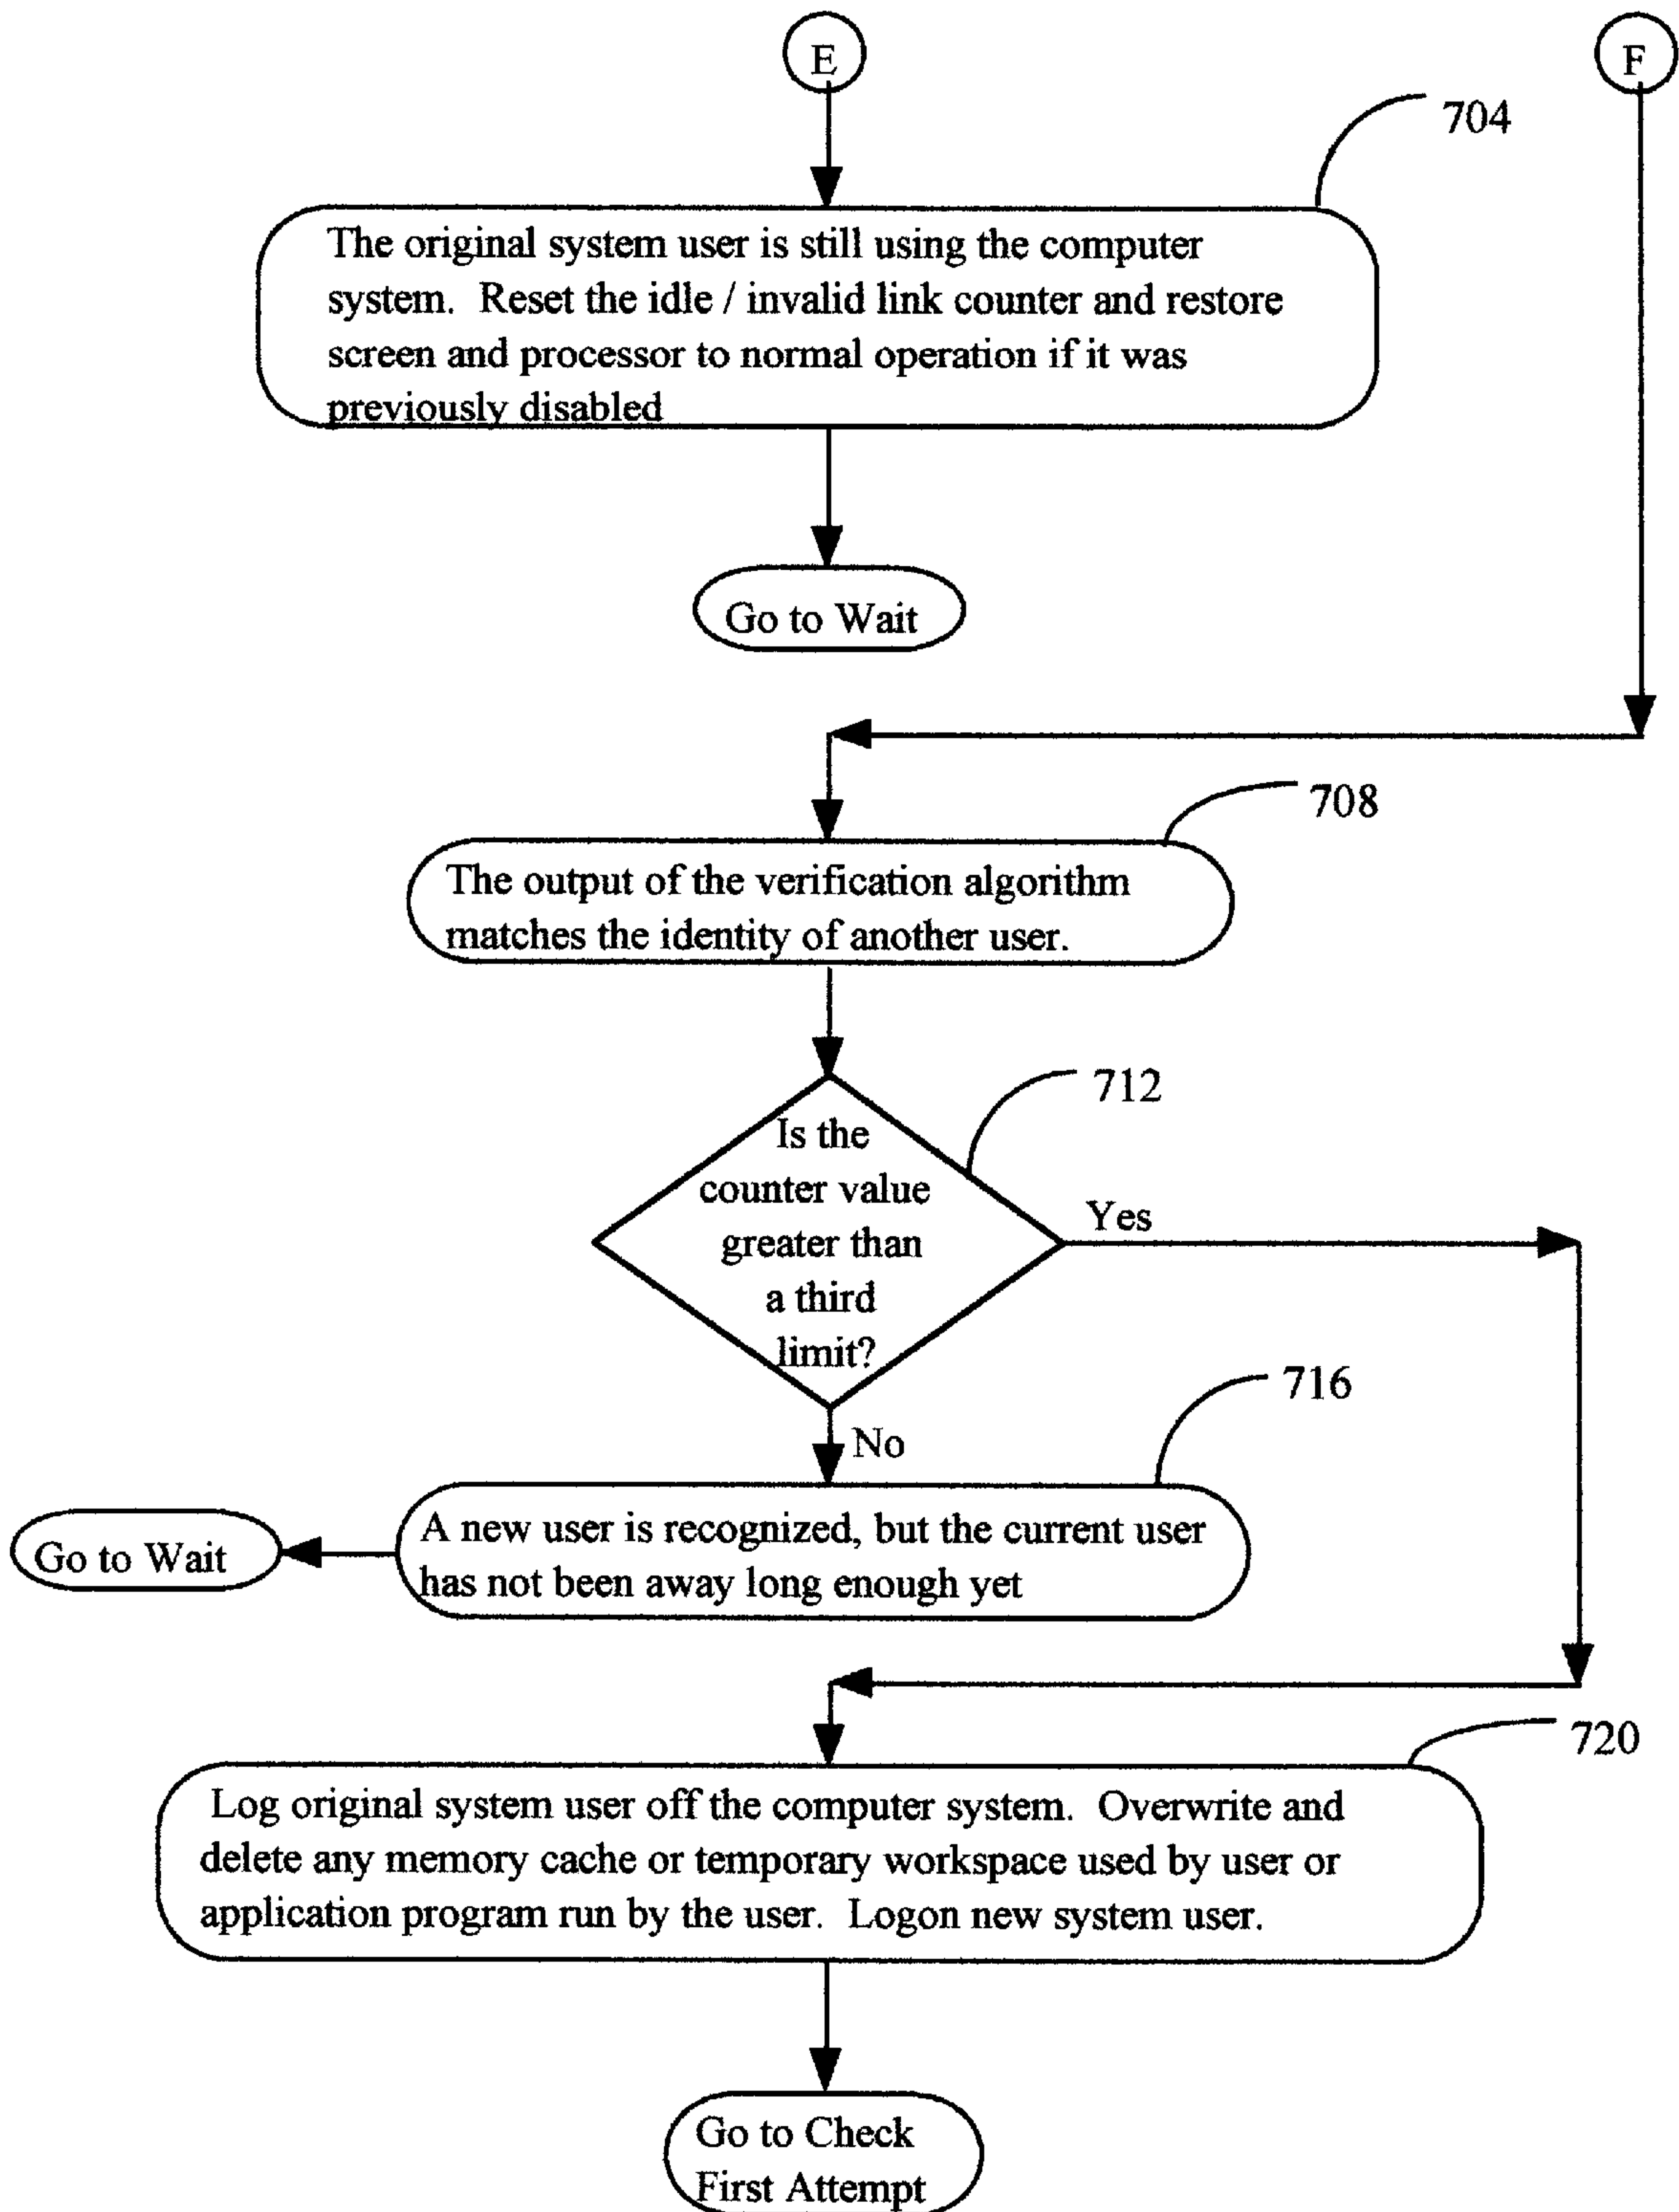 E
F
704
The original system user is still using the computer
system. Reset the idle / invalid link counter and restore
screen and processor to normal operation if it was
previously disabled
Go to Wait
708
The output of the verification algorithm
matches the identity of another user.
712
Is the
counter value
greater than
a third
limit?
Yes
No
716
A new user is recognized, but the current user
has not been away long enough yet
Go to Wait
720
Log original system user off the computer system. Overwrite and
delete any memory cache or temporary workspace used by user or
application program run by the user. Logon new system user.
Go to Check
First Attempt